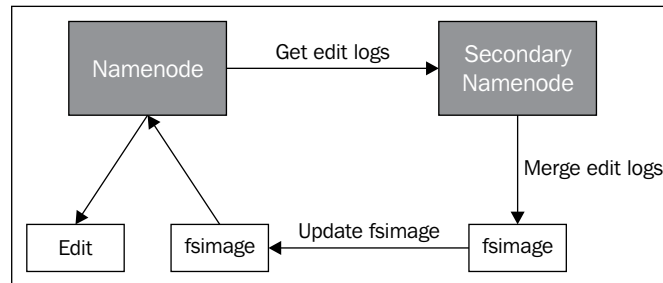 Namenode
Get edit logs
Secondary
Namenode
Merge edit logs
Edit
fsimage
Update fsimage
fsimage